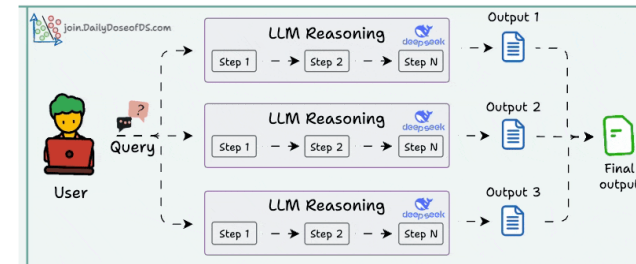 join.DailyDoseofDS.com
LLM Reasoning
deepseek
Step 1
Step 2
Step N
Output 1
?
Query
User
LLM Reasoning
deepseek
Step 1
Step 2
Step N
Output 2
LLM Reasoning
deepseek
Step 1
Step 2
Step N
Output 3
Final
output